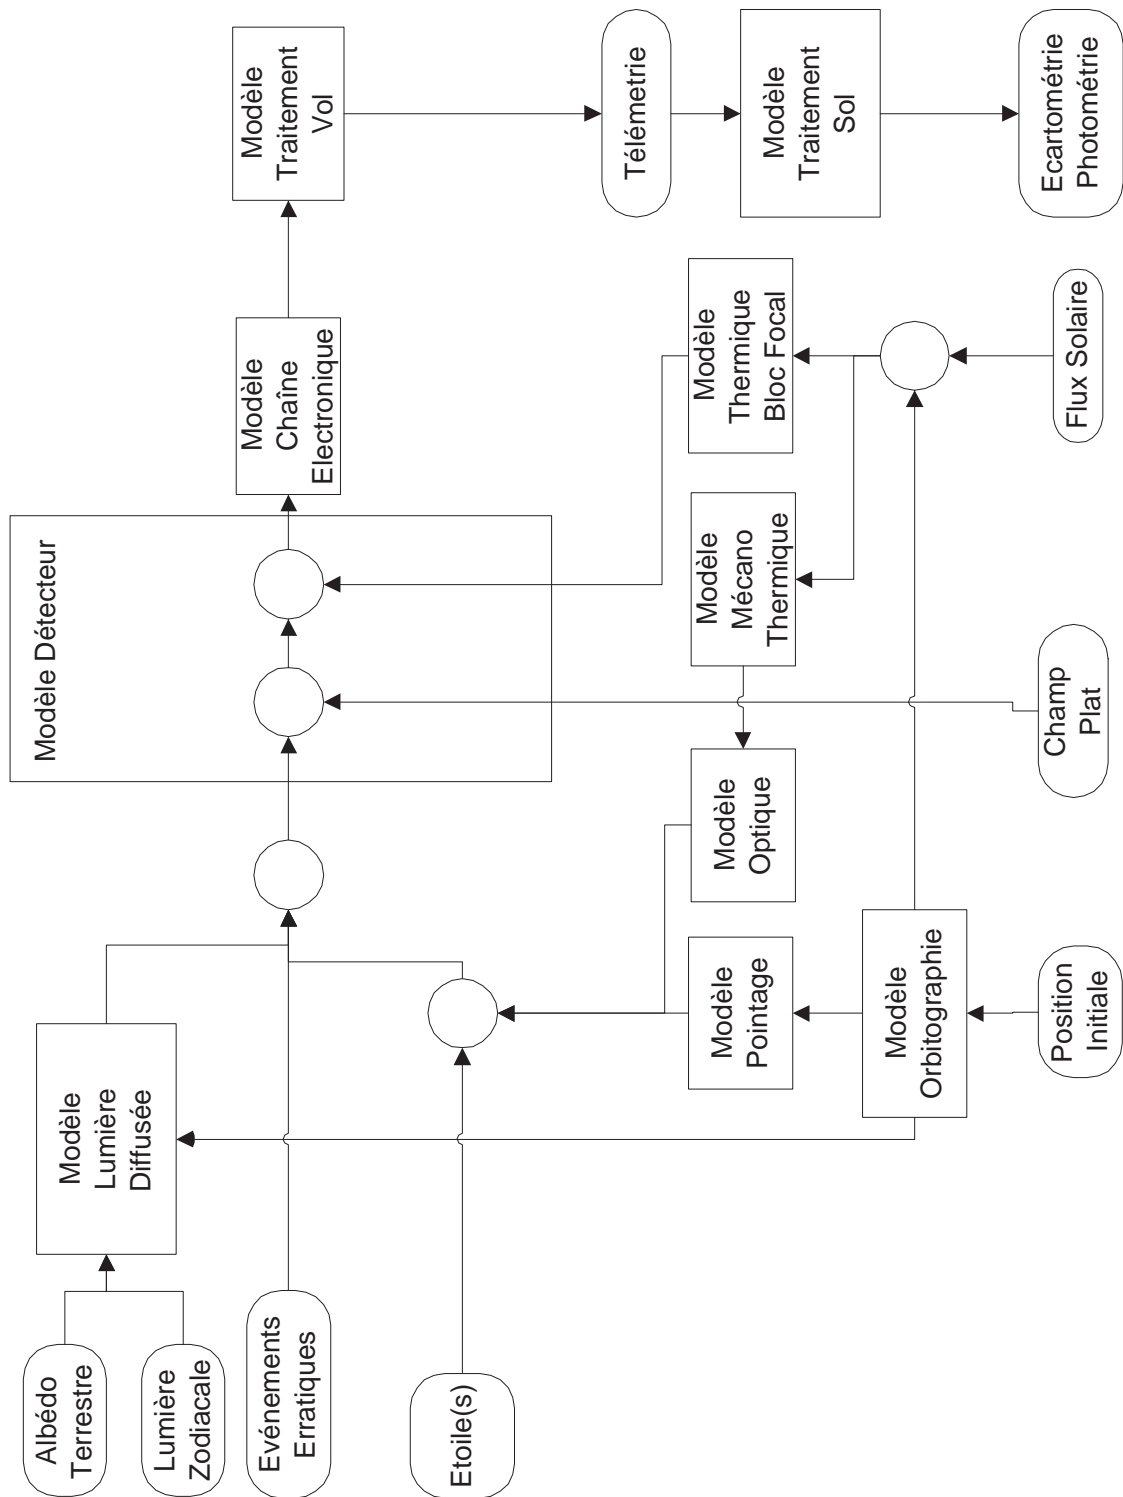 Albédo
Terrestre
Lumière
Zodiacale
Evénements
Erratiques
Etoile(s)
Modèle
Lumière
Diffusée
Modèle Détecteur
Modèle
Chaîne
Electronique
Modèle
Traitement
Vol
Télémetrie
Modèle
Traitement
Sol
Ecartométrie
Photométrie
Modèle
Pointage
Modèle
Optique
Modèle
Mécano
Thermique
Modèle
Thermique
Bloc Focal
Modèle
Orbitographie
Position
Initiale
Champ
Plat
Flux Solaire